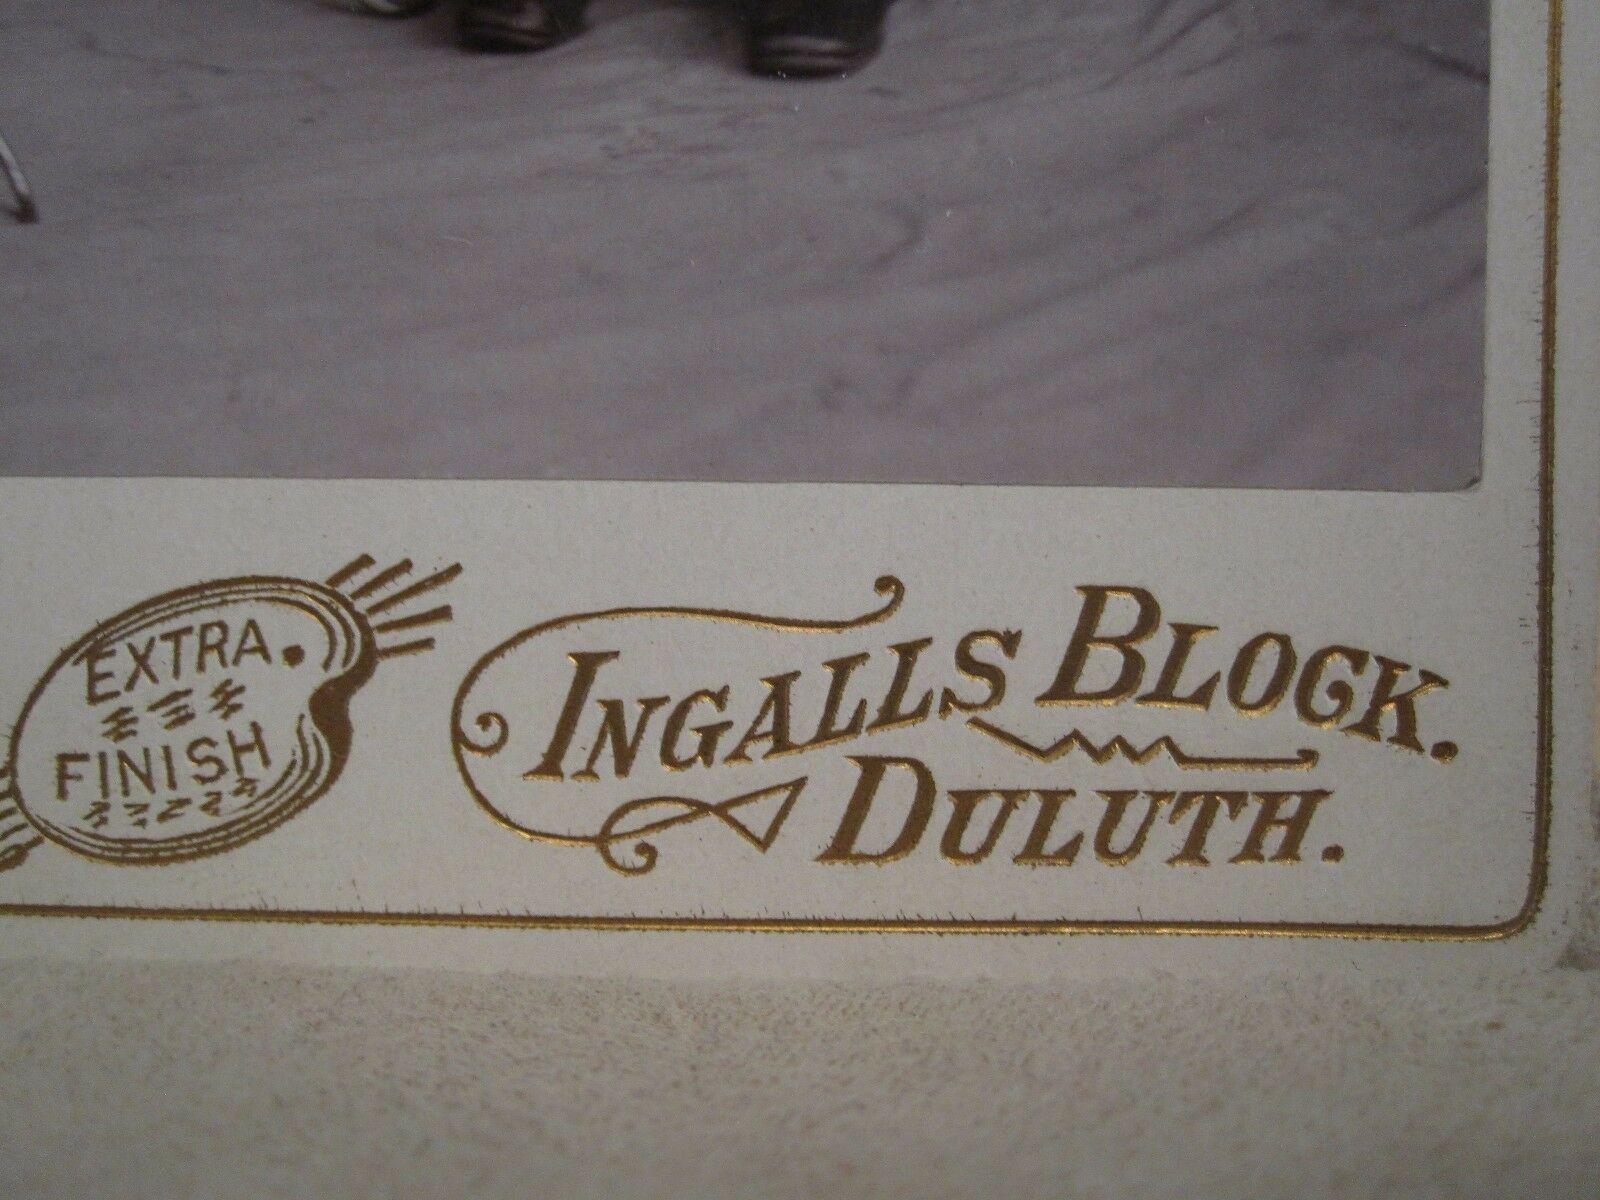 EXTRA.
FINISH
INGALLS BLOCK.
DULUTH.